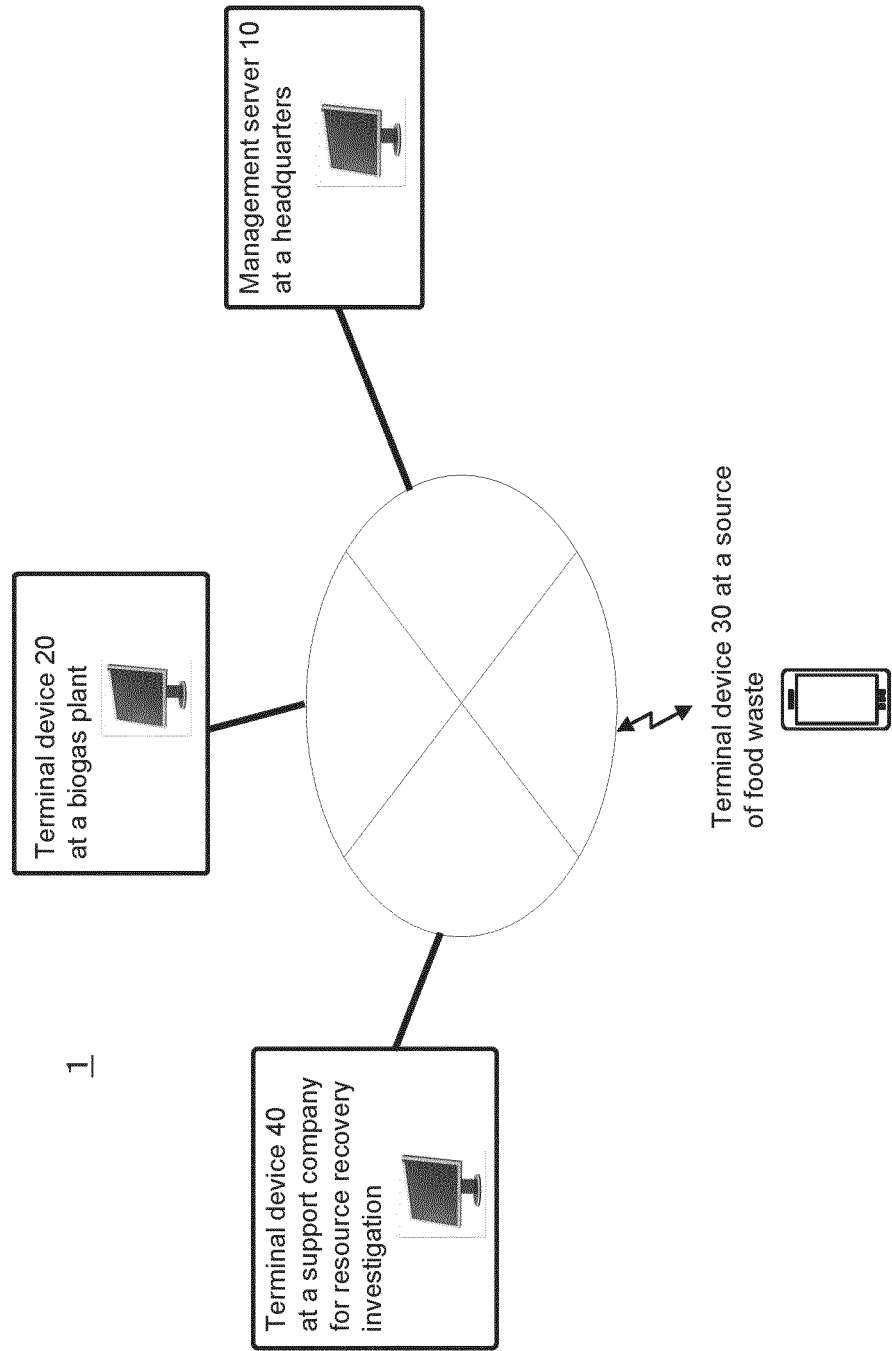 1
Terminal device 40
at a support company
for resource recovery
investigation
Terminal device 20
at a biogas plant
Management server 10
at a headquarters
Terminal device 30 at a source
of food waste